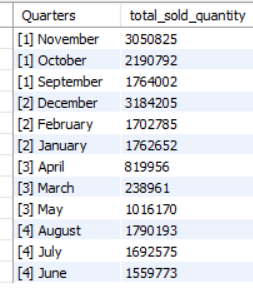 Quarters total_sold_quantity
[1] November 3050825
[1] October 2190792
[1] September 1764002
[2] December 3184205
[2] February 1702785
[2] January 1762652
[3] April 819956
[3] March 238961
[3] May 1016170
[4] August 1790193
[4] July 1692575
[4] June 1559773